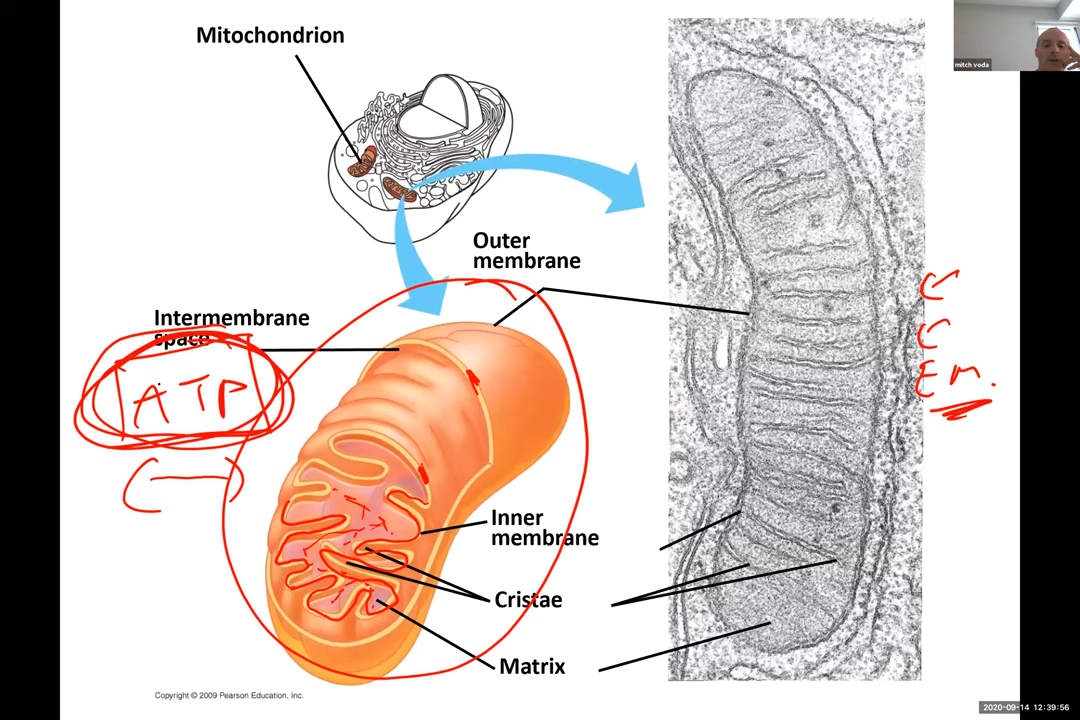 Mitochondrion
mitch voda
Outer
membrane
Intermembrane
space
ATP
Inner
membrane
Cristae
Matrix
Em.
Copyright © 2009 Pearson Education, Inc.
2020-09-14 12:39:56